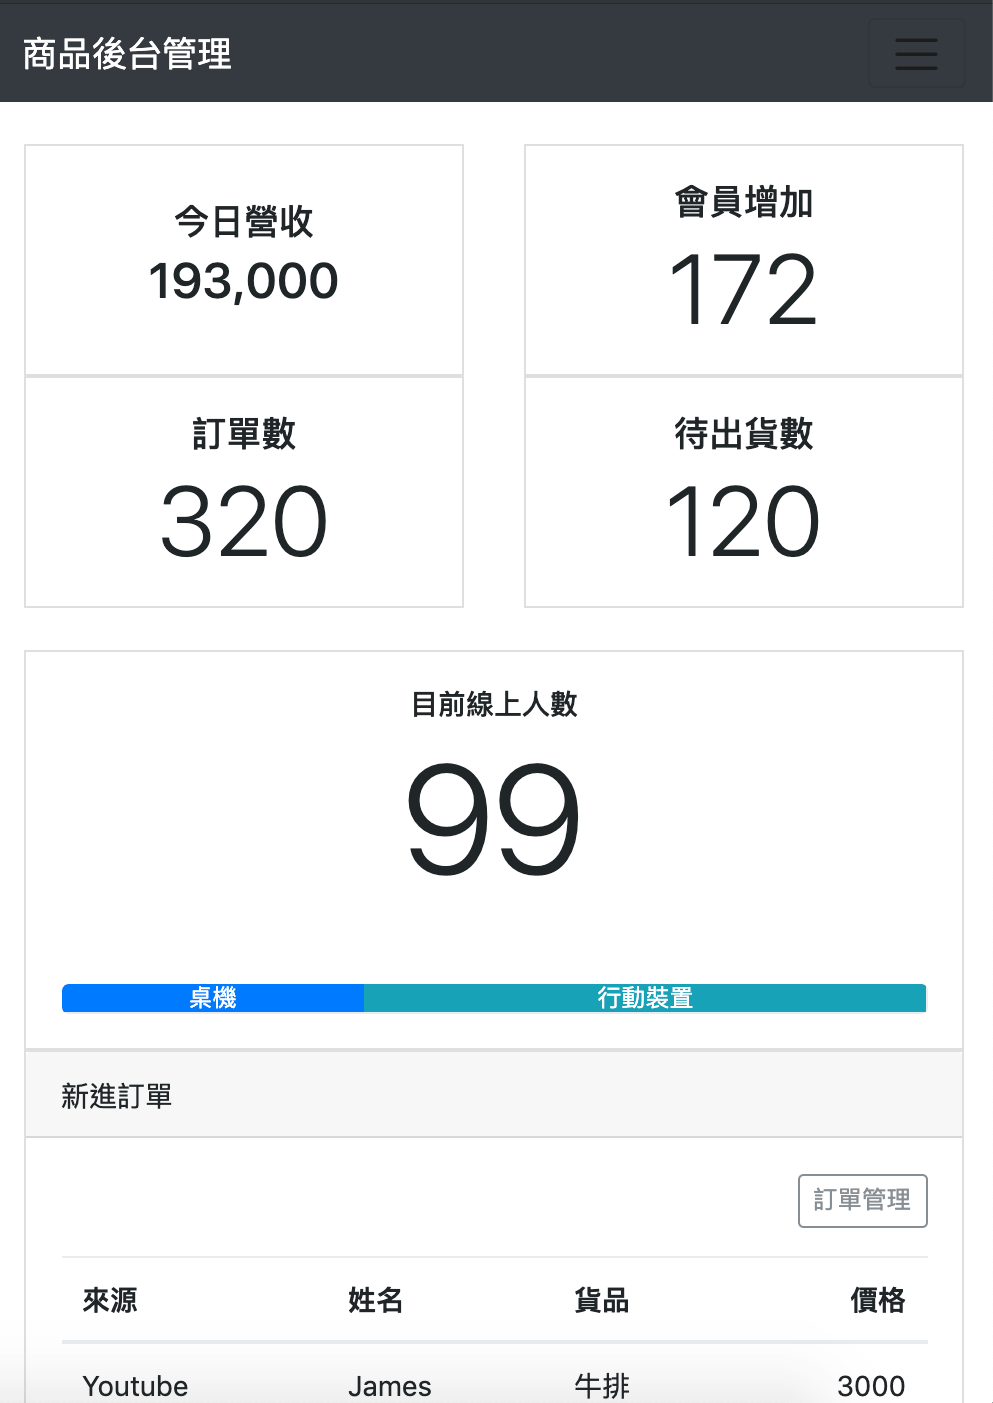 商品後台管理
今日營收
193,000
會員增加
172
訂單數
320
待出貨數
120
目前線上人數
99
桌機 行動裝置
新進訂單
訂單管理
來源 姓名 貨品 價格
Youtube James 牛排 3000